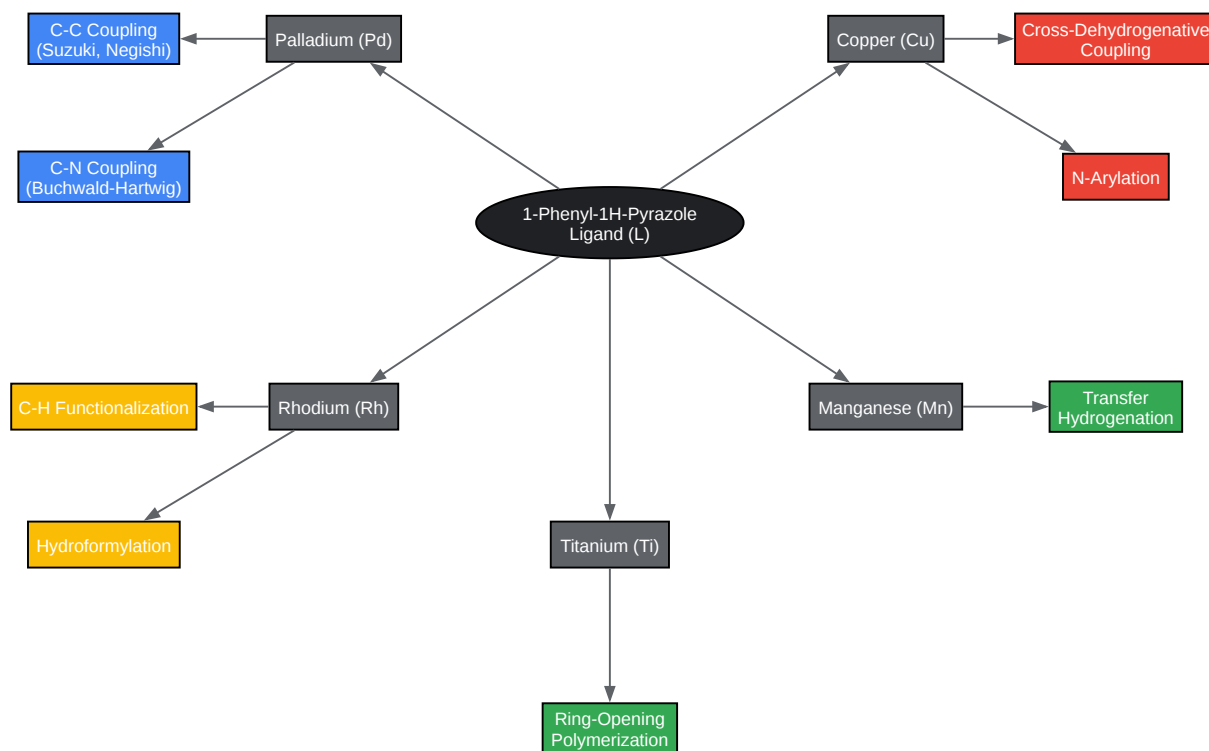 C-C Coupling
(Suzuki, Negishi)
Palladium (Pd)
Copper (Cu)
Cross-Dehydrogenative
Coupling
C-N Coupling
(Buchwald-Hartwig)
N-Arylation
1-Phenyl-1H-Pyrazole
Ligand (L)
C-H Functionalization
Rhodium (Rh)
Manganese (Mn)
Transfer
Hydrogenation
Hydroformylation
Titanium (Ti)
Ring-Opening
Polymerization